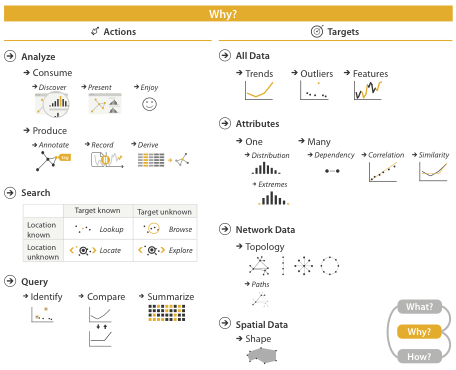 Why?
Actions
Analyze
Consume
Discover Present Enjoy
Produce
Annotate Record Derive
tag
Search
Target known Target unknown
Location known Lookup Browse
Location unknown Locate Explore
Query
Identify Compare Summarize
Targets
All Data
Trends Outliers Features
Attributes
One Many
Distribution Dependency Correlation Similarity
Extremes
Network Data
Topology
Paths
Spatial Data
Shape
What?
Why?
How?